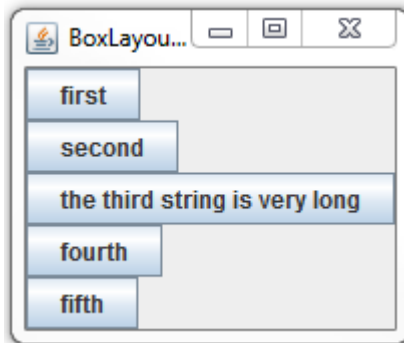 BoxLayou...
first
second
the third string is very long
fourth
fifth